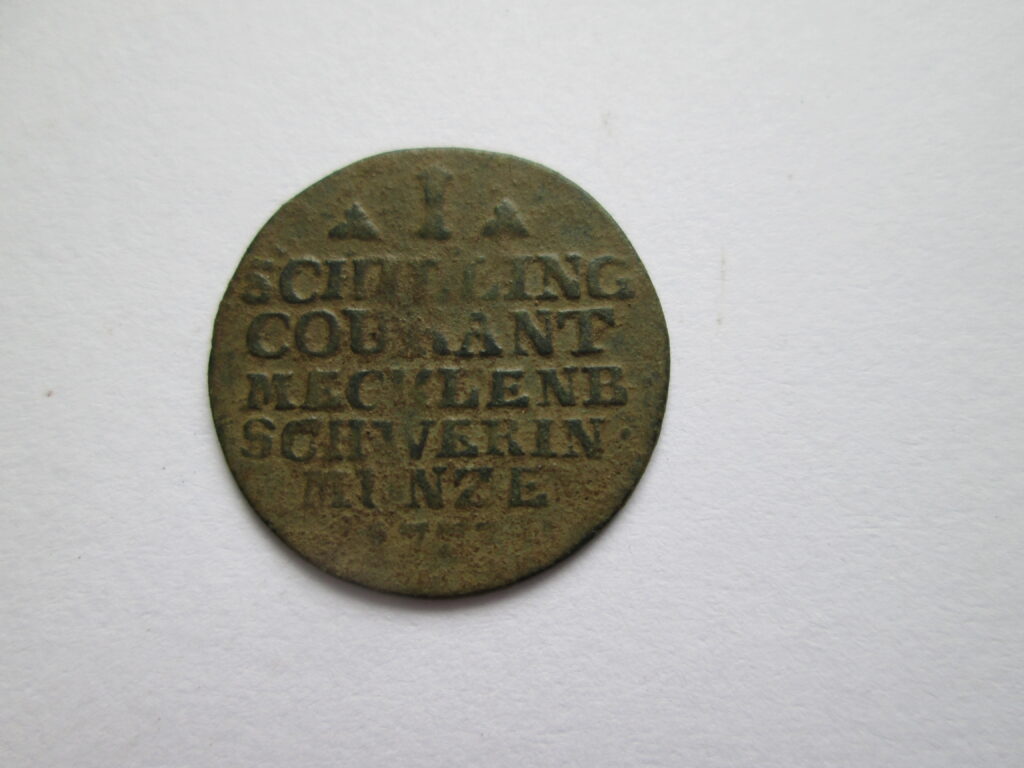 1
SCHILLING
COURANT
MECKLENB
SCHWERIN·
MUNZE